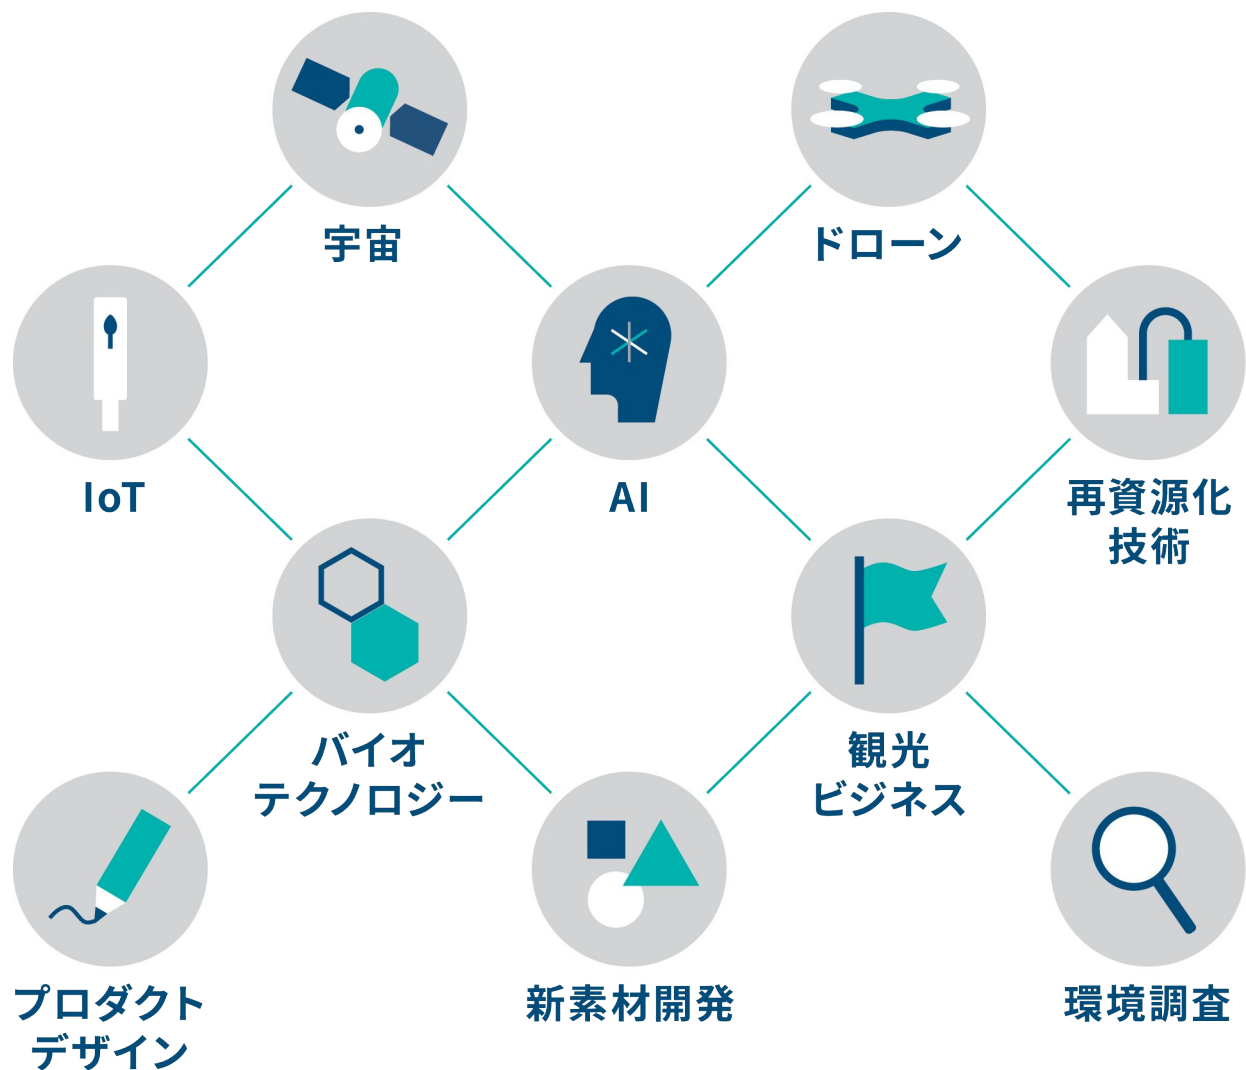 宇宙
ドローン
IoT
AI
再資源化
技術
バイオ
テクノロジー
観光
ビジネス
プロダクト
デザイン
新素材開発
環境調査